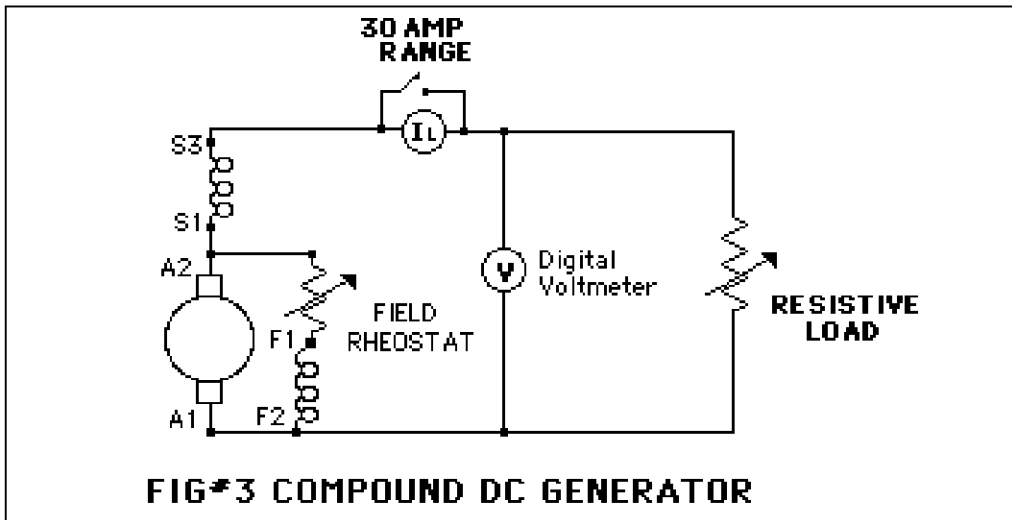 30 AMP
RANGE
IL
S3
S1
A2
A1
F1
F2
FIELD
RHEOSTAT
V
Digital
Voltmeter
RESISTIVE
LOAD
FIG#3 COMPOUND DC GENERATOR